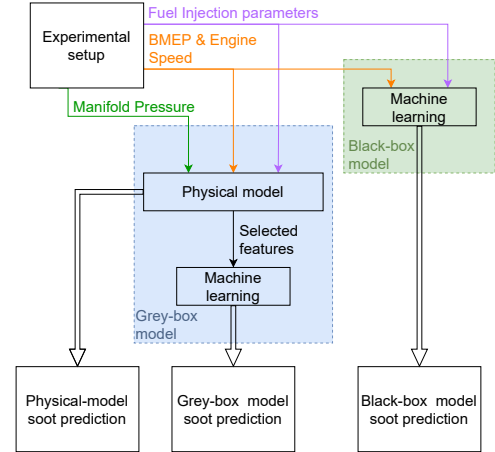 Experimental
setup
Fuel Injection parameters
BMEP & Engine
Speed
Manifold Pressure
Machine
learning
Black-box
model
Physical model
Selected
features
Machine
learning
Grey-box
model
Physical-model
soot prediction
Grey-box model
soot prediction
Black-box model
soot prediction